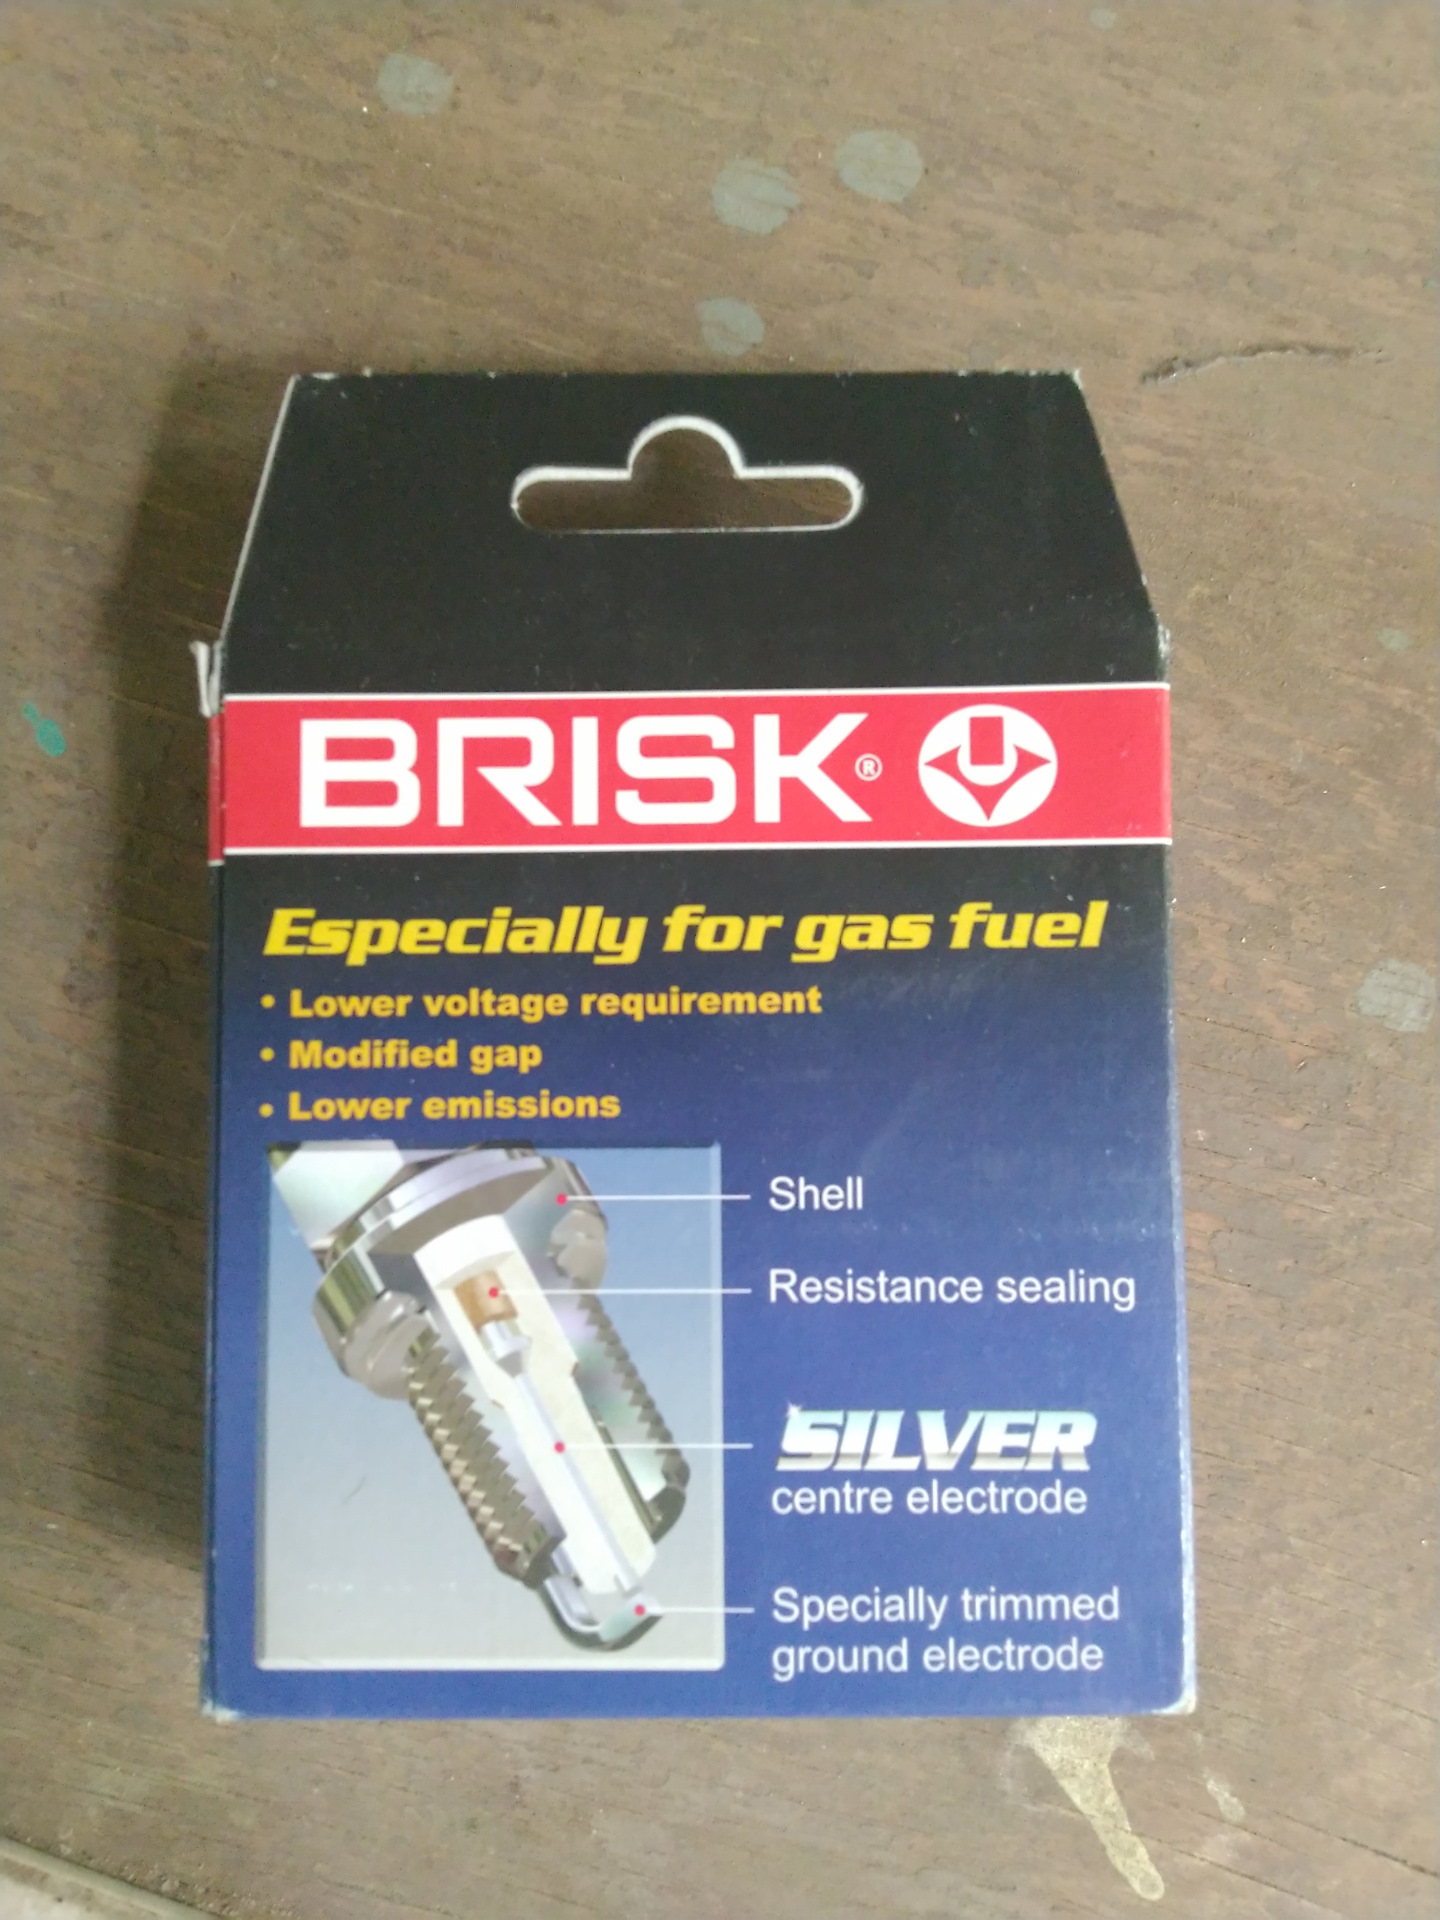 BRISK®
Especially for gas fuel
• Lower voltage requirement
• Modified gap
• Lower emissions
Shell
Resistance sealing
SILVER
centre electrode
Specially trimmed
ground electrode